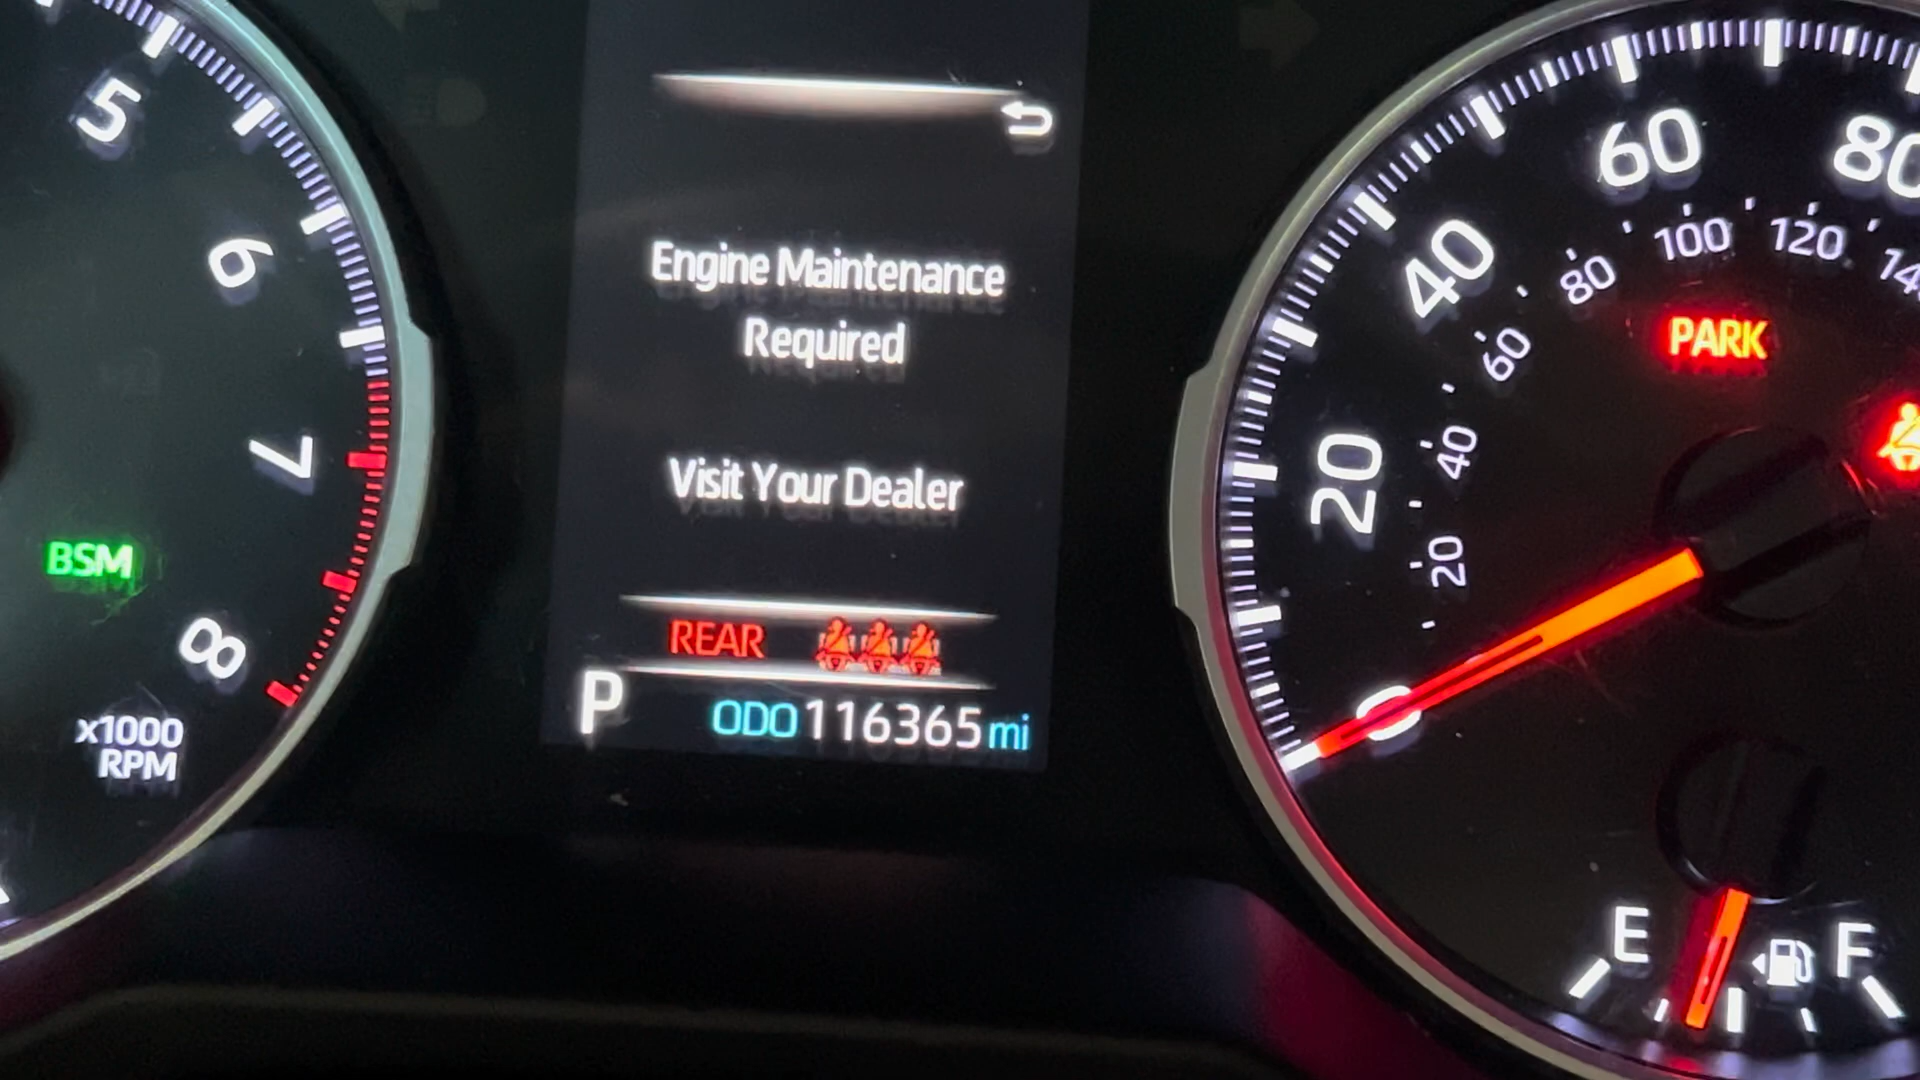 5
6
7
8
x1000
RPM
BSM
Engine Maintenance
Required
Visit Your Dealer
REAR
P
ODO 116365 mi
0
20
40
60
80
20
40
60
80
100
120
PARK
E
F